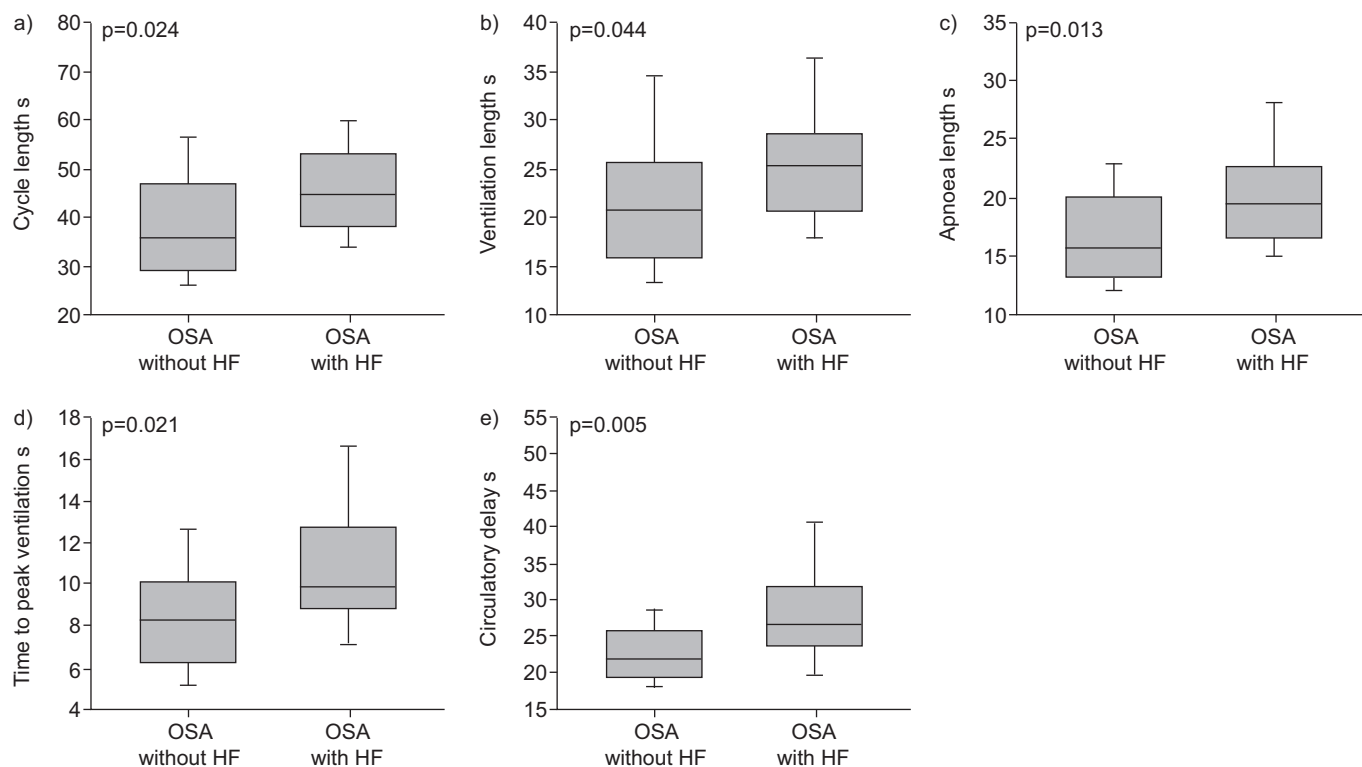 a)
p=0.024
Cycle length s
80
70
60
50
40
30
20
OSA
without HF
OSA
with HF
b)
p=0.044
Ventilation length s
40
35
30
25
20
15
10
OSA
without HF
OSA
with HF
c)
p=0.013
Apnoea length s
35
30
25
20
15
10
OSA
without HF
OSA
with HF
d)
p=0.021
Time to peak ventilation s
18
16
14
12
10
8
6
4
OSA
without HF
OSA
with HF
e)
p=0.005
Circulatory delay s
55
50
45
40
35
30
25
20
15
OSA
without HF
OSA
with HF